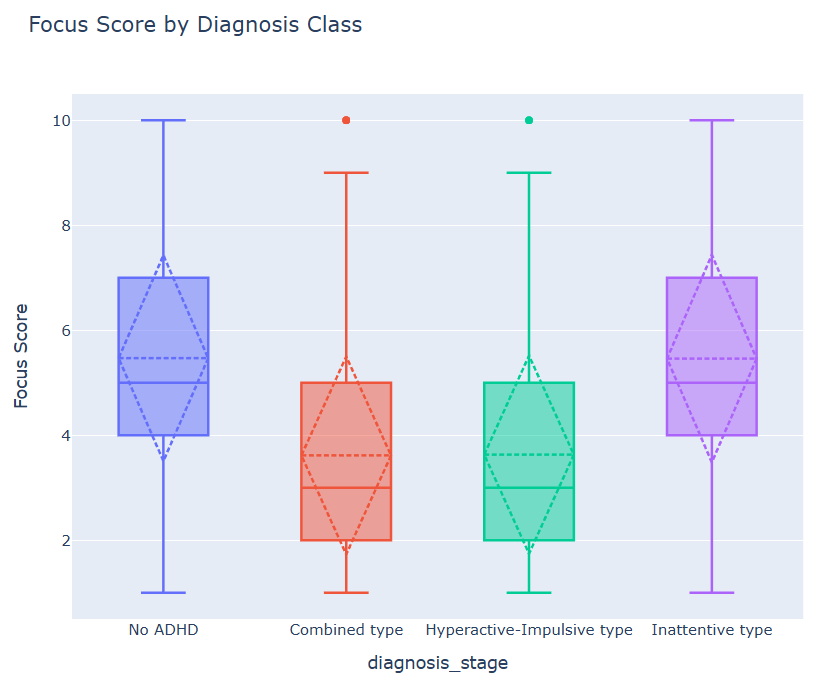 Focus Score by Diagnosis Class
Focus Score
10
8
6
4
2
No ADHD
Combined type
Hyperactive-Impulsive type
Inattentive type
diagnosis_stage